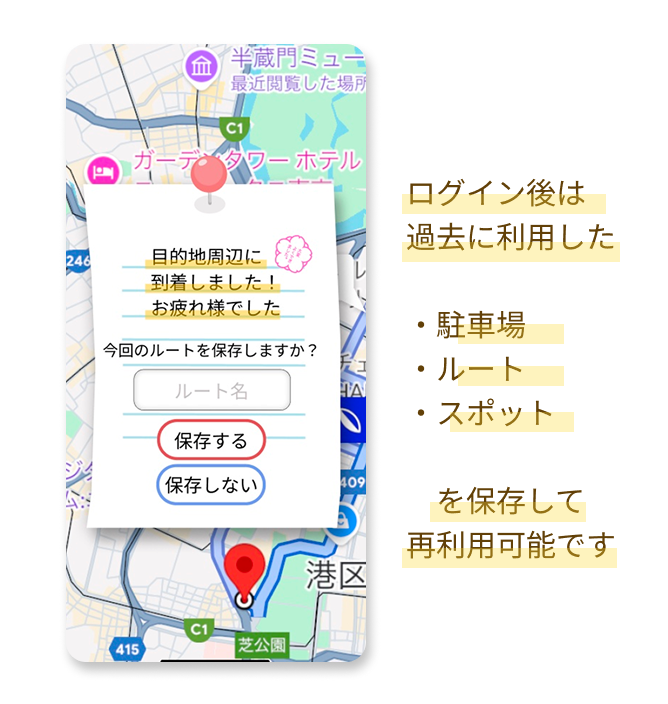 半蔵門ミュー
最近閲覧した場所
C1
ガーデンタワー ホテル
246
目的地周辺に
到着しました！
お疲れ様でした
今回のルートを保存しますか？
ルート名
保存する
保存しない
409
港区
C1
415
芝公園
ログイン後は
過去に利用した
・駐車場
・ルート
・スポット
を保存して
再利用可能です